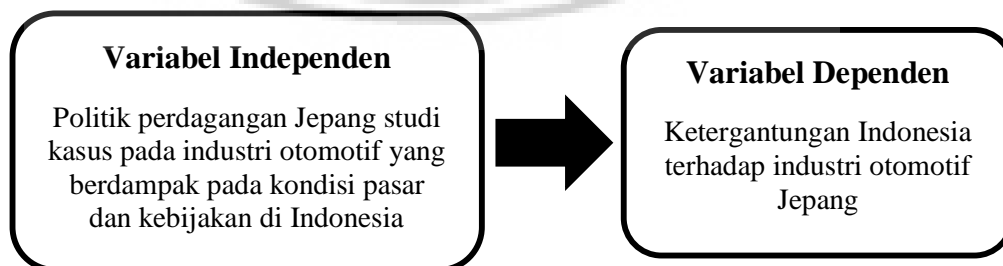 Variabel Independen
Politik perdagangan Jepang studi
kasus pada industri otomotif yang
berdampak pada kondisi pasar
dan kebijakan di Indonesia
Variabel Dependen
Ketergantungan Indonesia
terhadap industri otomotif
Jepang